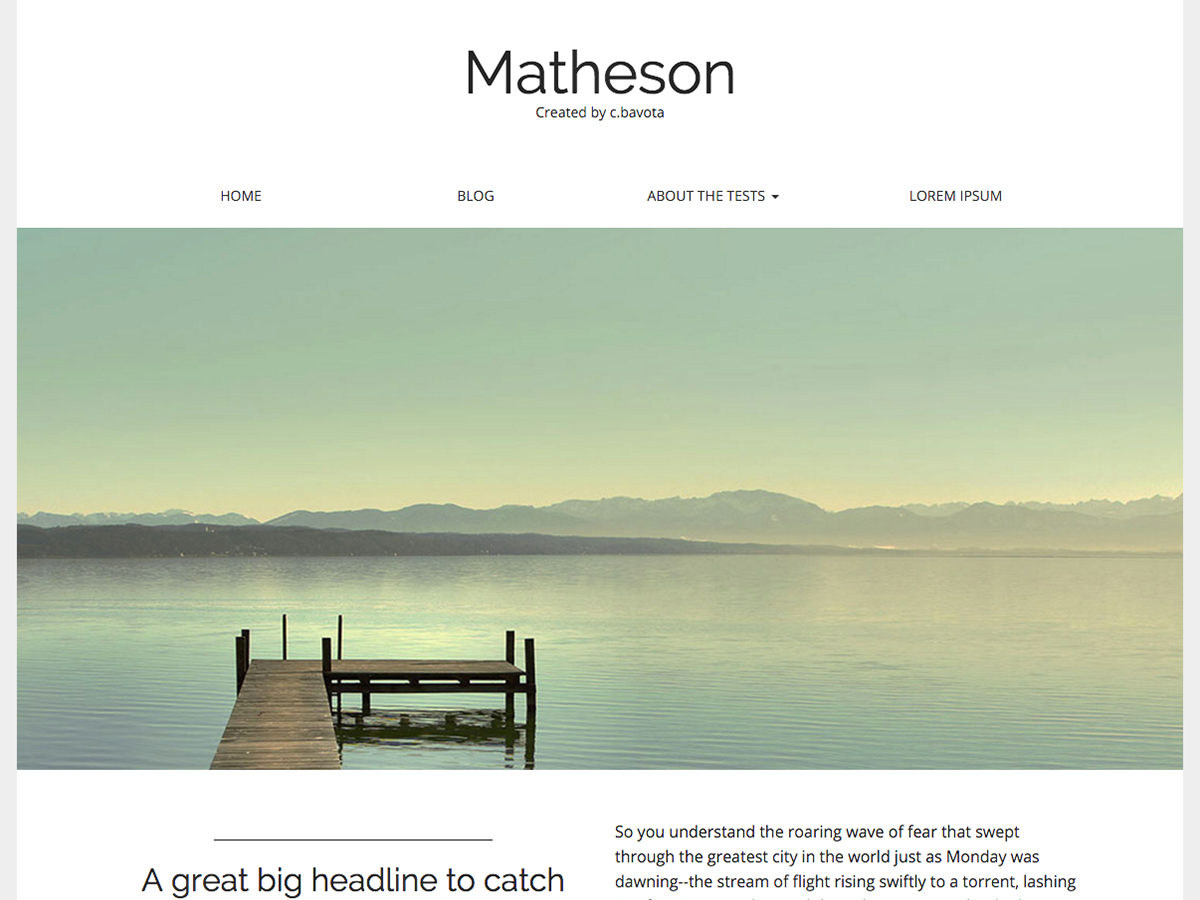 Matheson
Created by c.bavota
HOME
BLOG
ABOUT THE TESTS
LOREM IPSUM
A great big headline to catch
So you understand the roaring wave of fear that swept
through the greatest city in the world just as Monday was
dawning--the stream of flight rising swiftly to a torrent, lashing